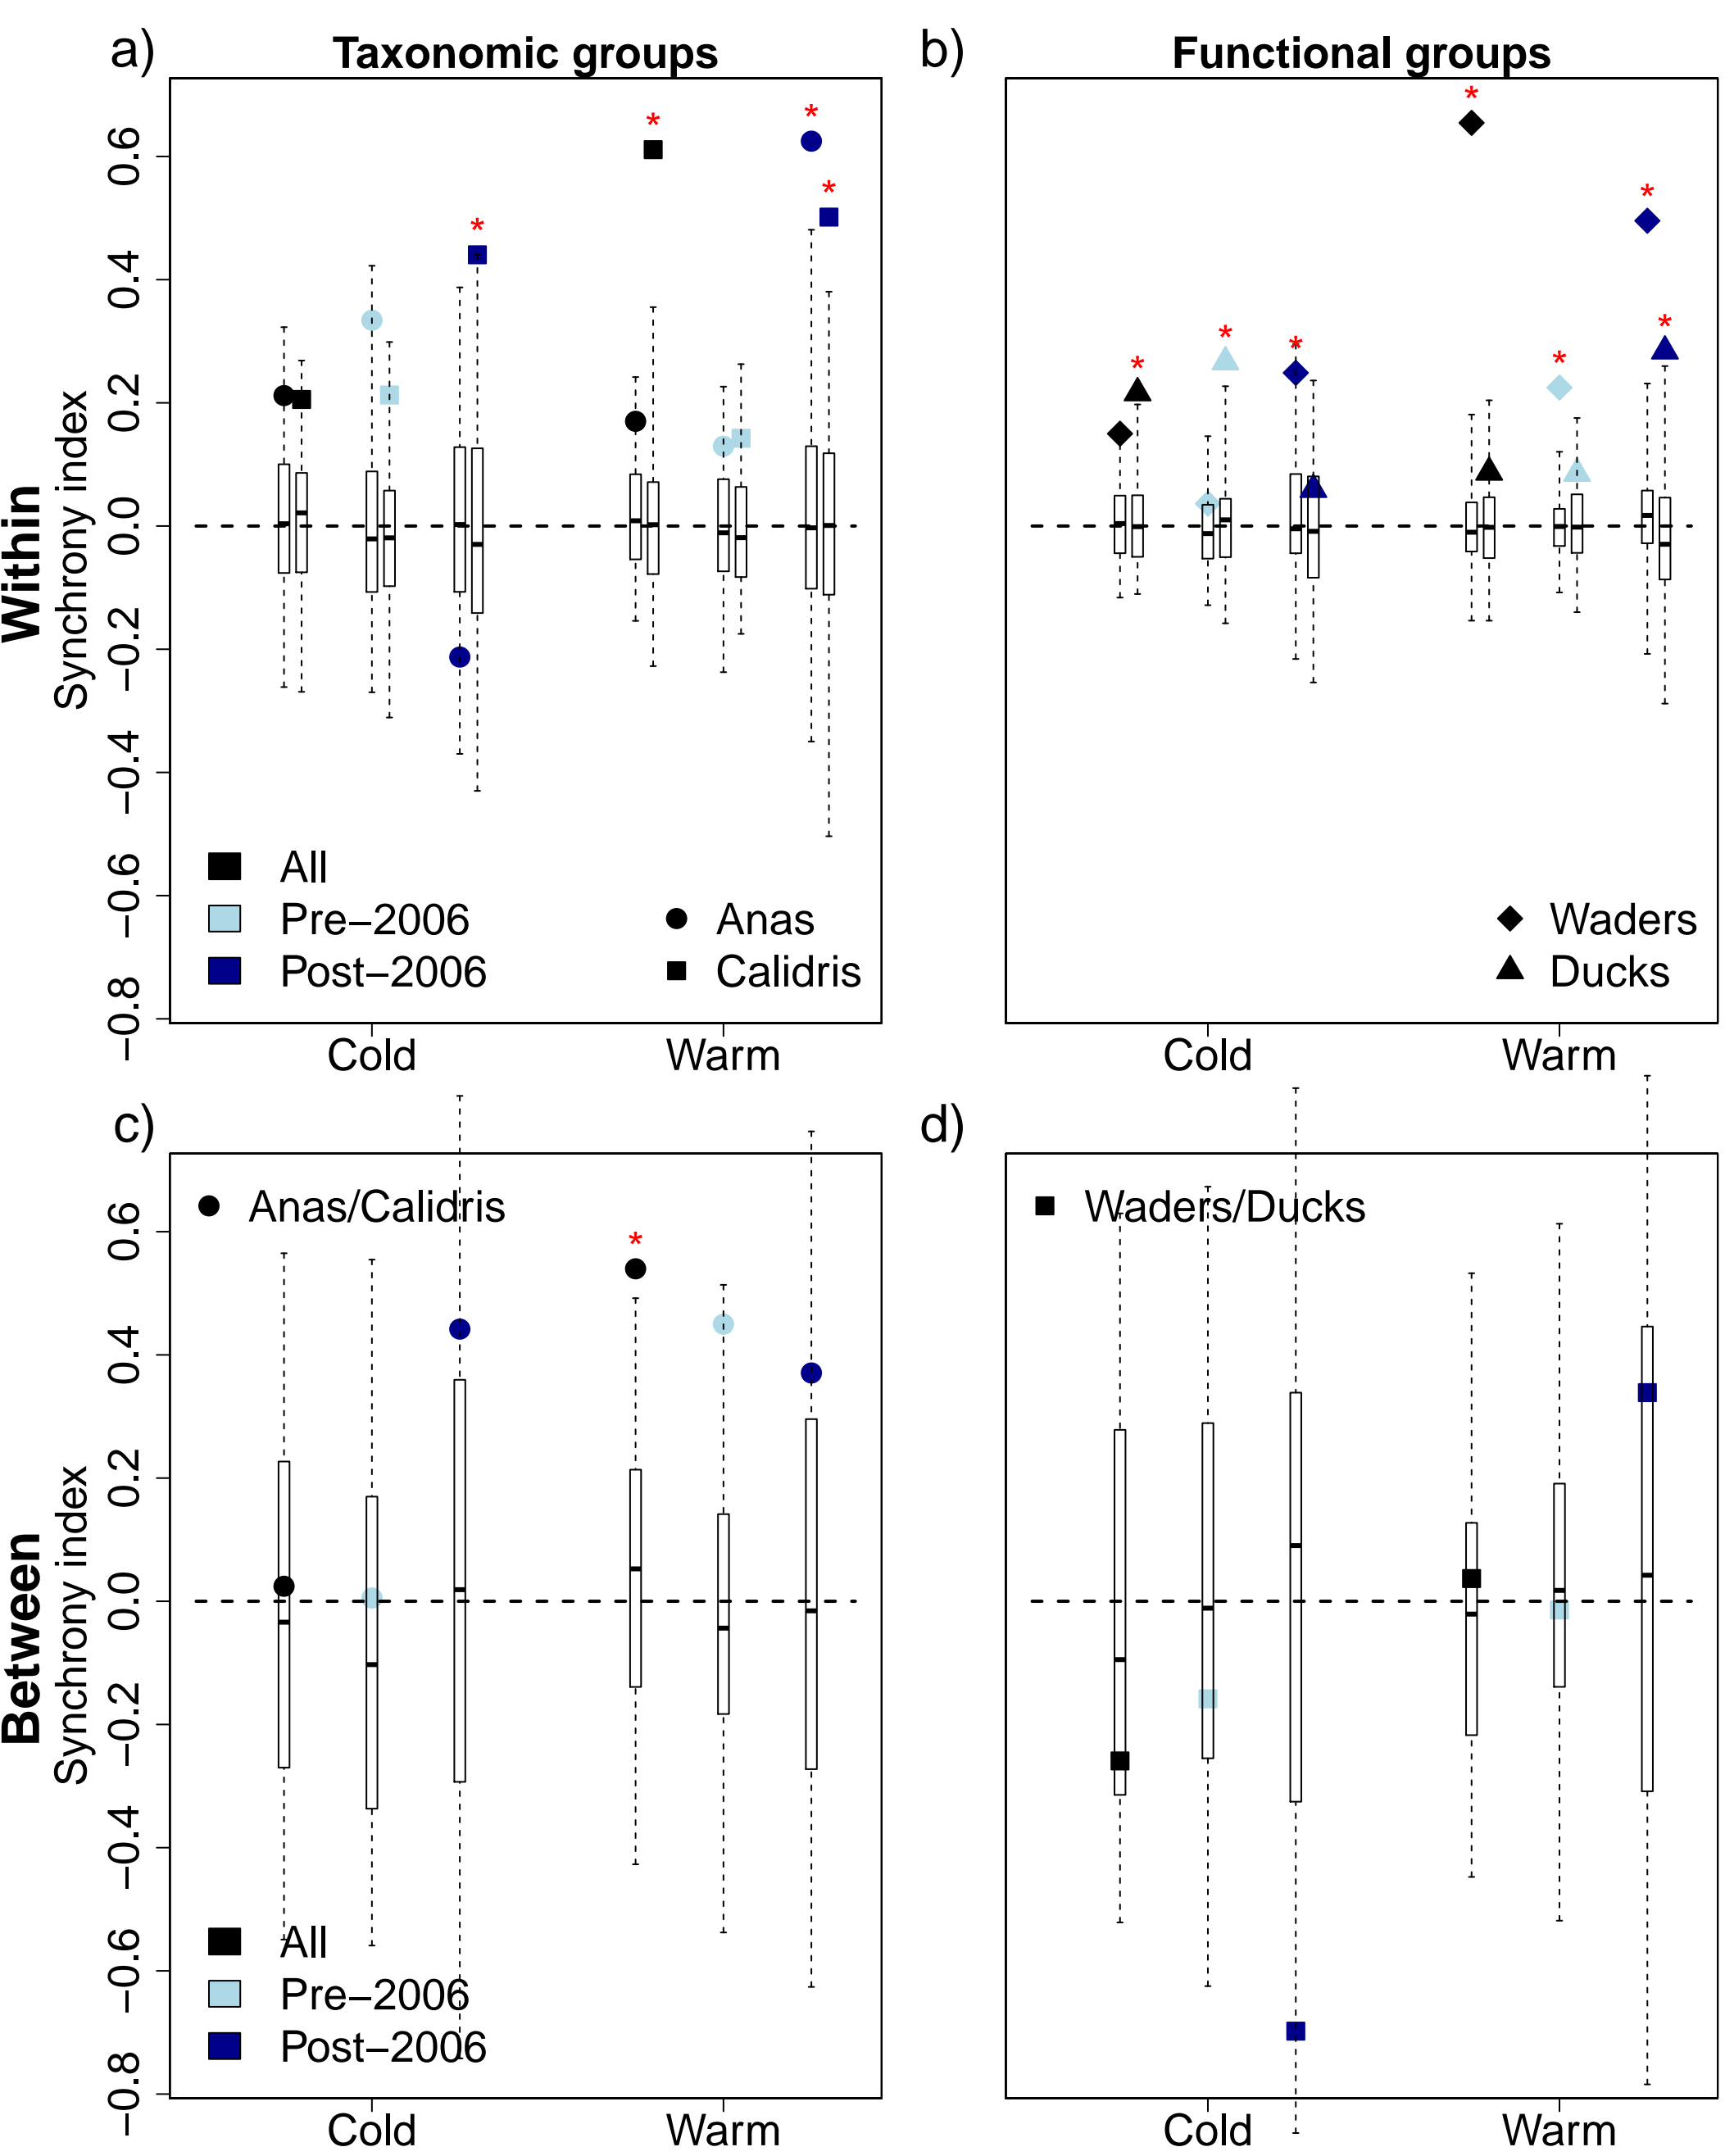 a)
Taxonomic groups
b)
Functional groups
Within
Synchrony index
0.6
0.4
0.2
0.0
−0.2
−0.4
−0.6
−0.8
*
*
*
*
*
*
*
*
*
*
*
All
Pre−2006
Post−2006
Anas
Calidris
Waders
Ducks
Cold
Warm
Cold
Warm
c)
d)
Between
Synchrony index
0.6
0.4
0.2
0.0
−0.2
−0.4
−0.6
−0.8
Anas/Calidris
*
Waders/Ducks
All
Pre−2006
Post−2006
Cold
Warm
Cold
Warm